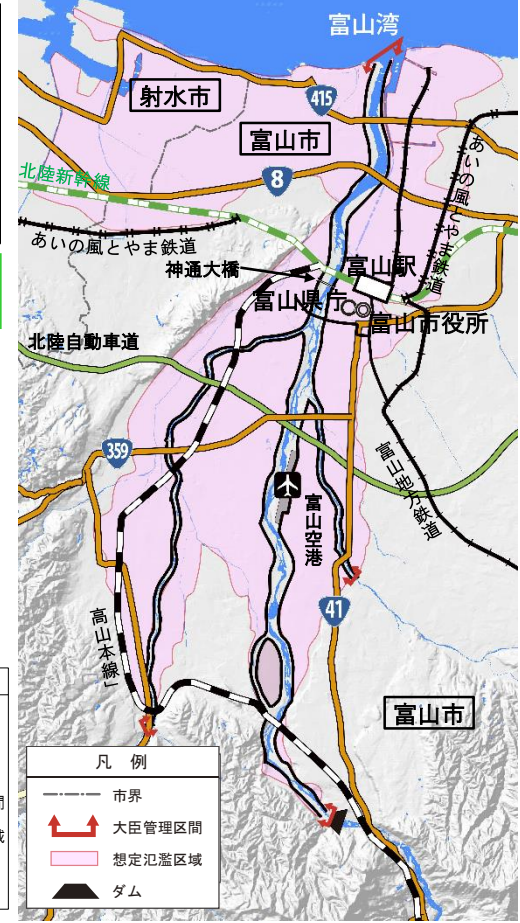 富山湾
射水市
415
富山市
あいの風とやま鉄道
8
北陸新幹線
あいの風とやま鉄道
神通大橋
富山駅
富山県庁
富山市役所
北陸自動車道
359
富山地方鉄道
富山空港
41
高山本線」
富山市
凡 例
市界
大臣管理区間
間
想定氾濫区域
域
ダム